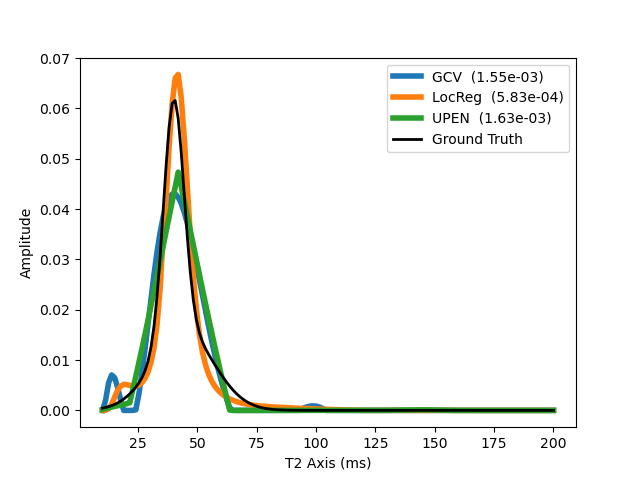 0.07
0.06
0.05
0.04
0.03
0.02
0.01
0.00
Amplitude
GCV (1.55e-03)
LocReg (5.83e-04)
UPEN (1.63e-03)
Ground Truth
25 50 75 100 125 150 175 200
T2 Axis (ms)